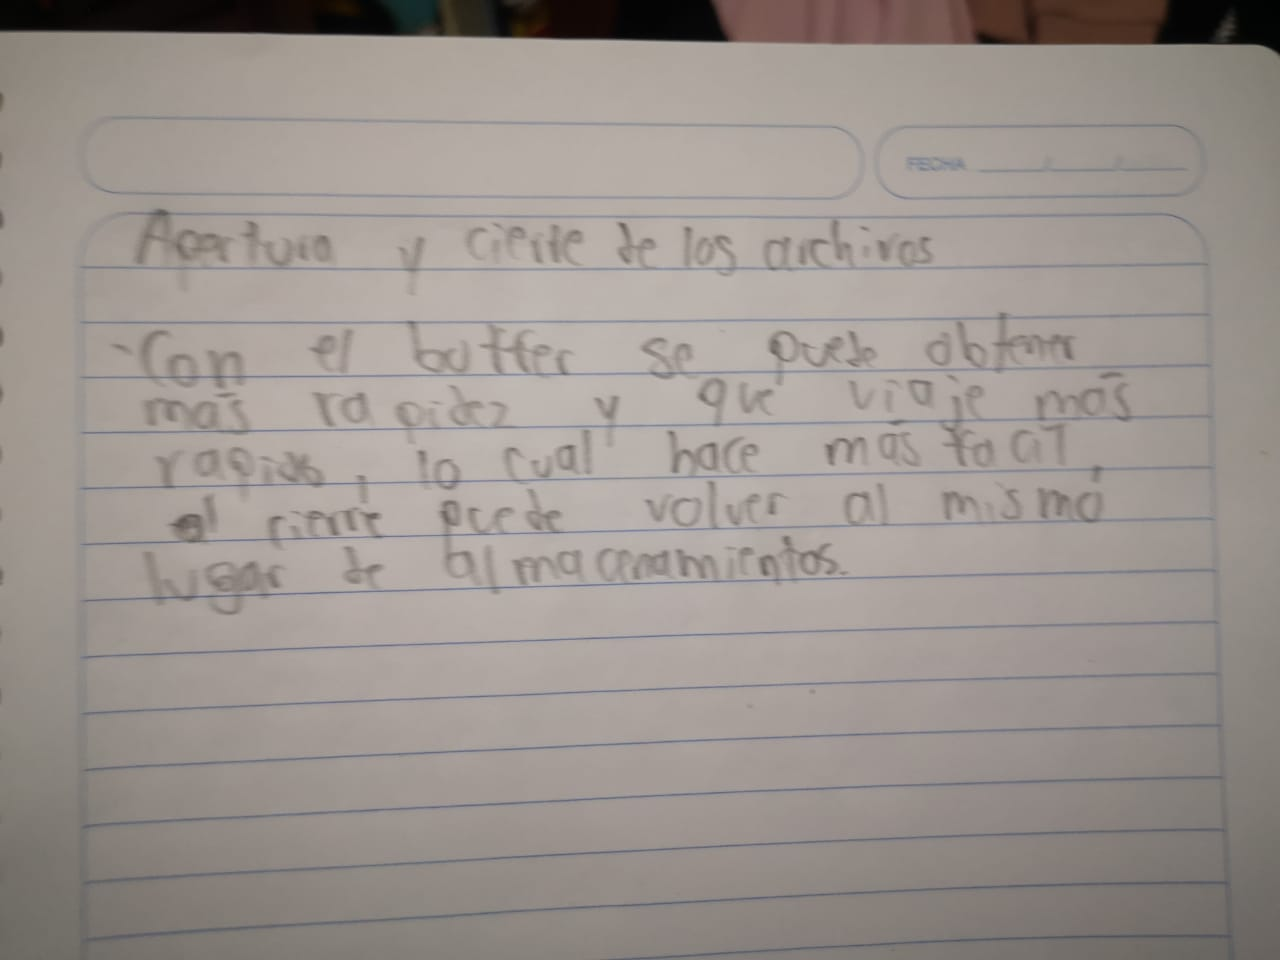 FECHA
Apertura y cierre de los archivos
-Con el buffer se puede obtener
más rapidez y que viaje más
rapido, lo cual hace más facil,
el cierre puede volver al mismo
lugar de almacenamientos.